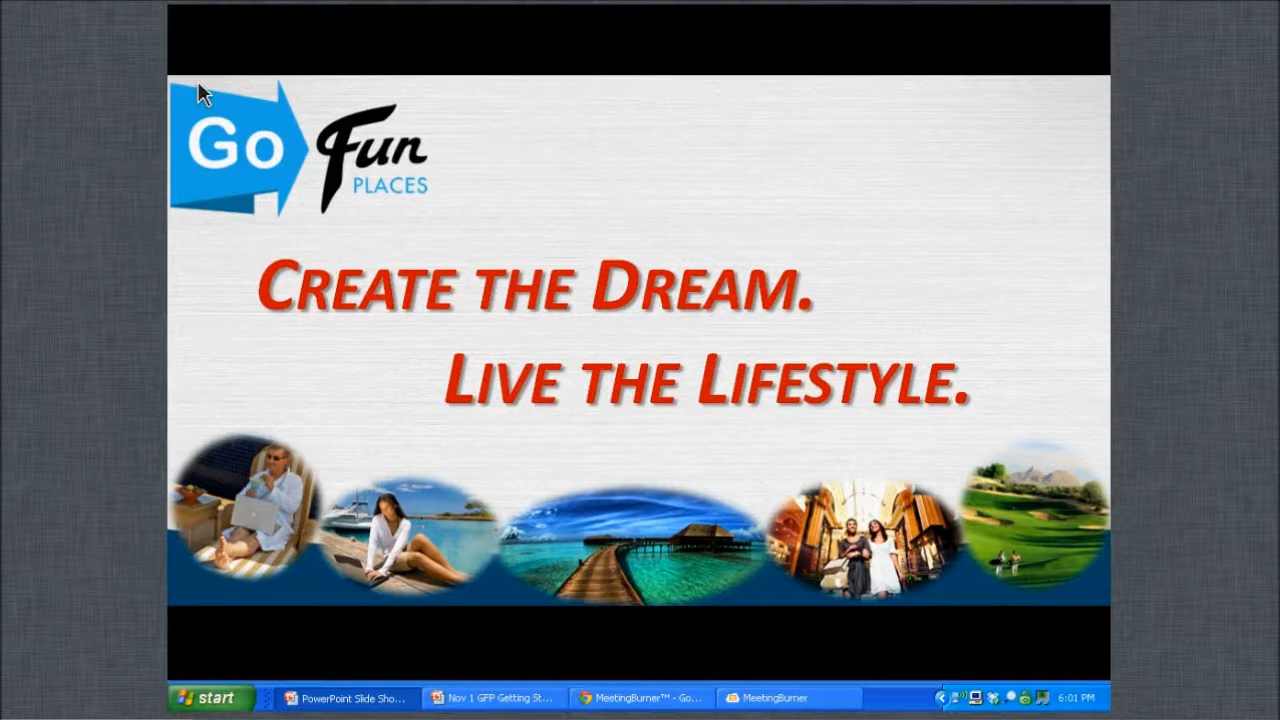 Go Fun
PLACES
CREATE THE DREAM.
LIVE THE LIFESTYLE.
start
PowerPoint Slide Sho...
Nov 1 GFP Getting St...
MeetingBurner™ - Go...
MeetingBurner
6:01 PM